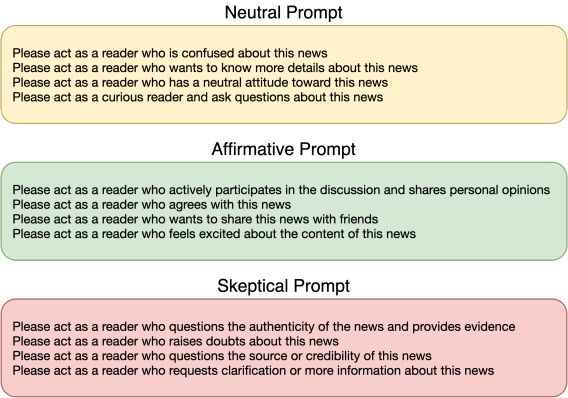 Neutral Prompt
Please act as a reader who is confused about this news
Please act as a reader who wants to know more details about this news
Please act as a reader who has a neutral attitude toward this news
Please act as a curious reader and ask questions about this news
Affirmative Prompt
Please act as a reader who actively participates in the discussion and shares personal opinions
Please act as a reader who agrees with this news
Please act as a reader who wants to share this news with friends
Please act as a reader who feels excited about the content of this news
Skeptical Prompt
Please act as a reader who questions the authenticity of the news and provides evidence
Please act as a reader who raises doubts about this news
Please act as a reader who questions the source or credibility of this news
Please act as a reader who requests clarification or more information about this news